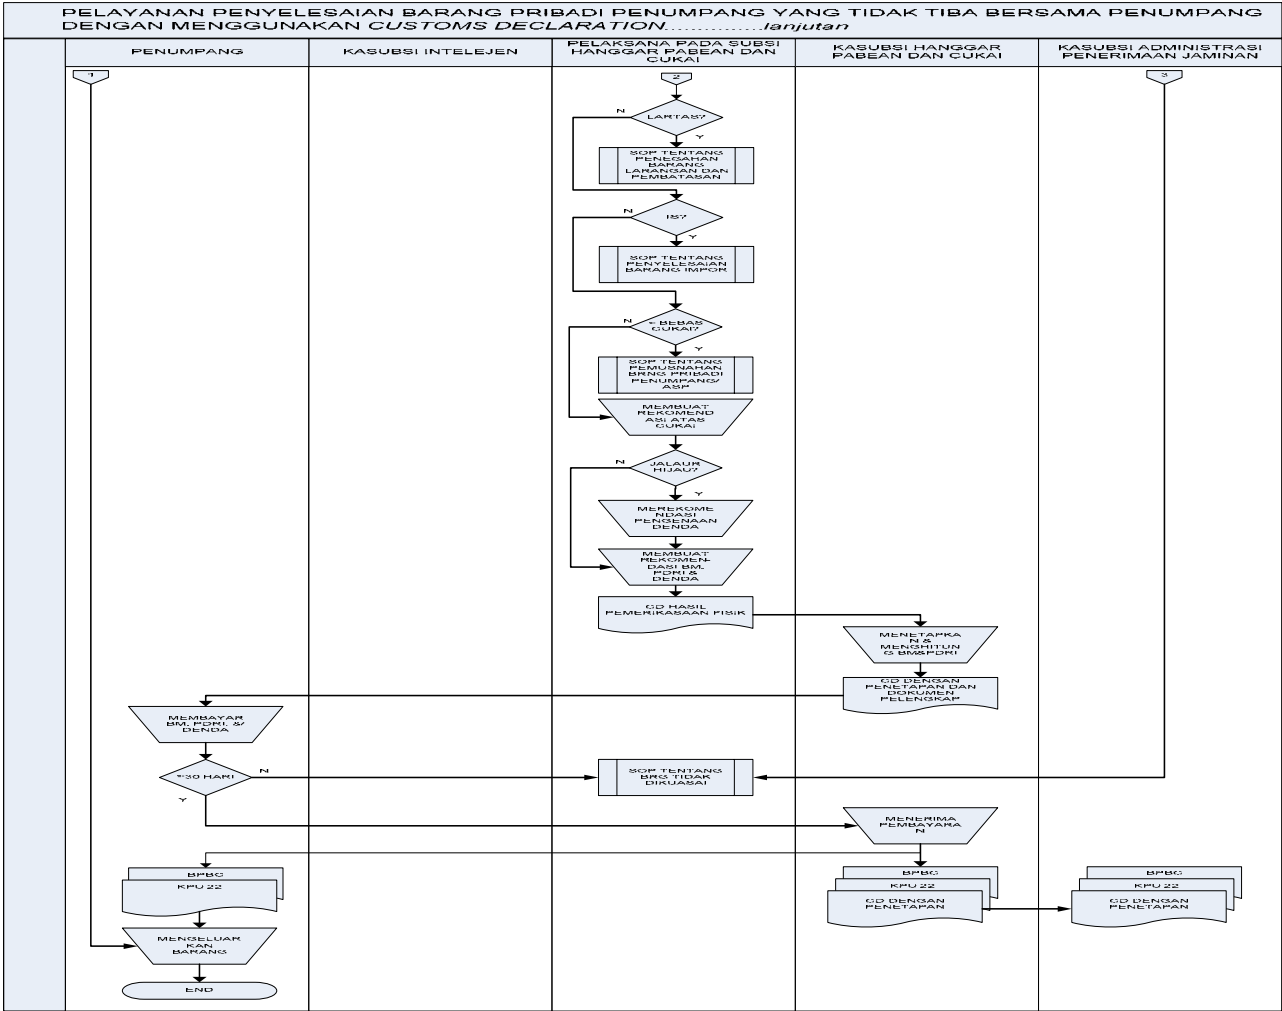 PELAYANAN PENYELESAIAN BARANG PRIBADI PENUMPANG YANG TIDAK TIBA BERSAMA PENUMPANG
DENGAN MENGGUNAKAN CUSTOMS DECLARATION................lanjutan
PENUMPANG
KASUBSI INTELEJEN
PELAKSANA PADA SUBSI
HANGGAR PABEAN DAN
CUKAI
KASUBSI HANGGAR
PABEAN DAN CUKAI
KASUBSI ADMINISTRASI
PENERIMAAN JAMINAN
1
2
3
LARTAS?
N
Y
SOP TENTANG
PENEGAHAN
BARANG
LARANGAN DAN
PEMBATASAN
IS?
N
Y
SOP TENTANG
PENYELESAIAN
BARANG IMPOR
BEBAS
CUKAI?
N
Y
SOP TENTANG
PEMUSNAHAN
BRNG PRIBADI
PENUMPANG/
ASP
MEMBUAT
REKOMEND
ASI ATAS
CUKAI
JALAUR
HIJAU?
N
Y
MEREKOME
NDASI
PENGENAAN
DENDA
MEMBUAT
REKOMEN-
DASI BM,
PDRI &
DENDA
CD HASIL
PEMERIKASAAN FISIK
MENETAPKA
N &
MENGHITUN
G BM&PDRI
CD DENGAN
PENETAPAN DAN
DOKUMEN
PELENGKAP
MEMBAYAR
BM, PDRI, &/
DENDA
30 HARI
N
Y
SOP TENTANG
BRG TIDAK
DIKUASAI
MENERIMA
PEMBAYARA
N
BPBC
KPU 22
BPBC
KPU 22
CD DENGAN
PENETAPAN
BPBC
KPU 22
CD DENGAN
PENETAPAN
MENGELUAR
KAN
BARANG
END